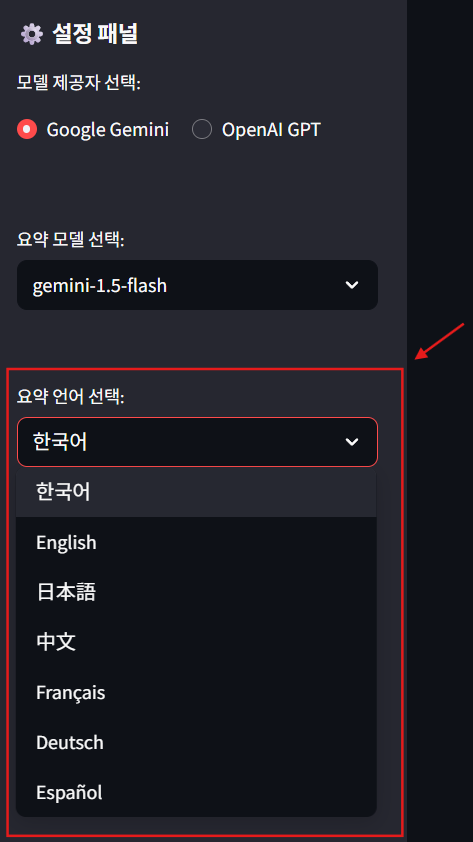 설정 패널
모델 제공자 선택:
Google Gemini OpenAI GPT
요약 모델 선택:
gemini-1.5-flash
요약 언어 선택:
한국어
한국어
English
日本語
中文
Français
Deutsch
Español